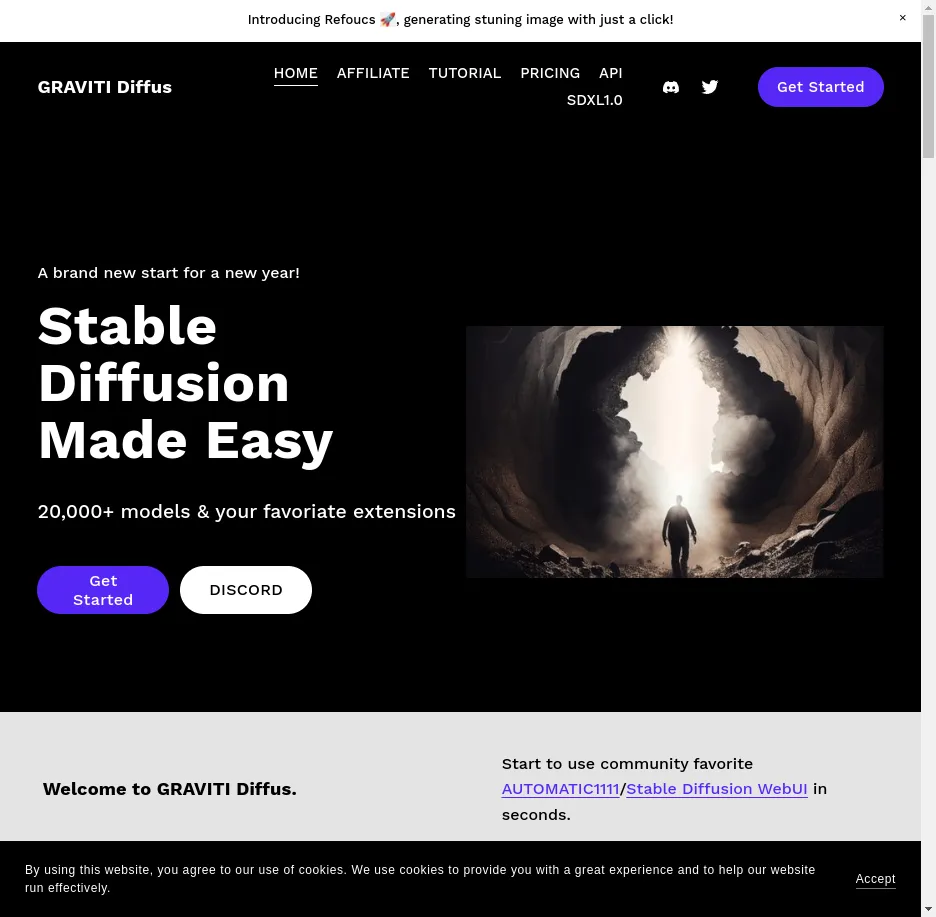 Introducing Refoucs 🚀, generating stuning image with just a click!
×
GRAVITI Diffus
HOME AFFILIATE TUTORIAL PRICING API
SDXL1.0
Get Started
A brand new start for a new year!
Stable
Diffusion
Made Easy
20,000+ models & your favoriate extensions
Get
Started
DISCORD
Welcome to GRAVITI Diffus.
Start to use community favorite
AUTOMATIC1111/Stable Diffusion WebUI in
seconds.
By using this website, you agree to our use of cookies. We use cookies to provide you with a great experience and to help our website
run effectively.
Accept